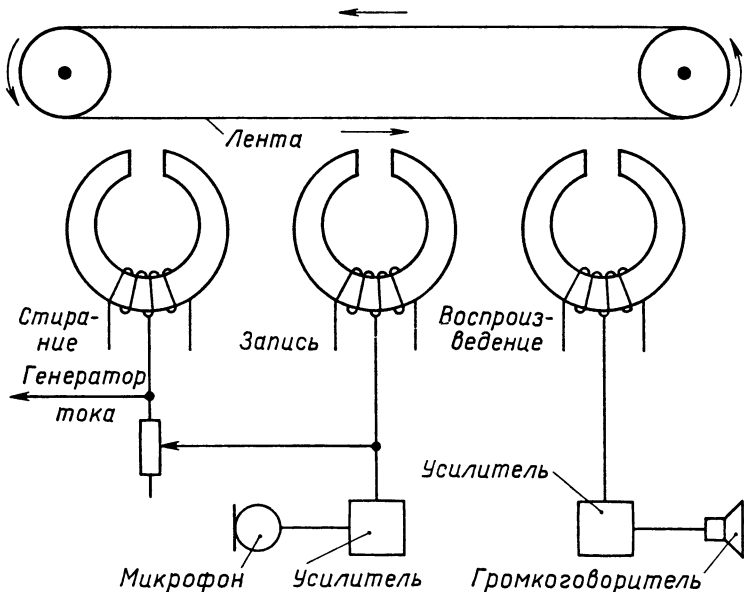 Лента
Стира-
ние
Запись
Воспроиз-
ведение
Генератор
тока
Усилитель
Микрофон
Усилитель
Громкоговоритель